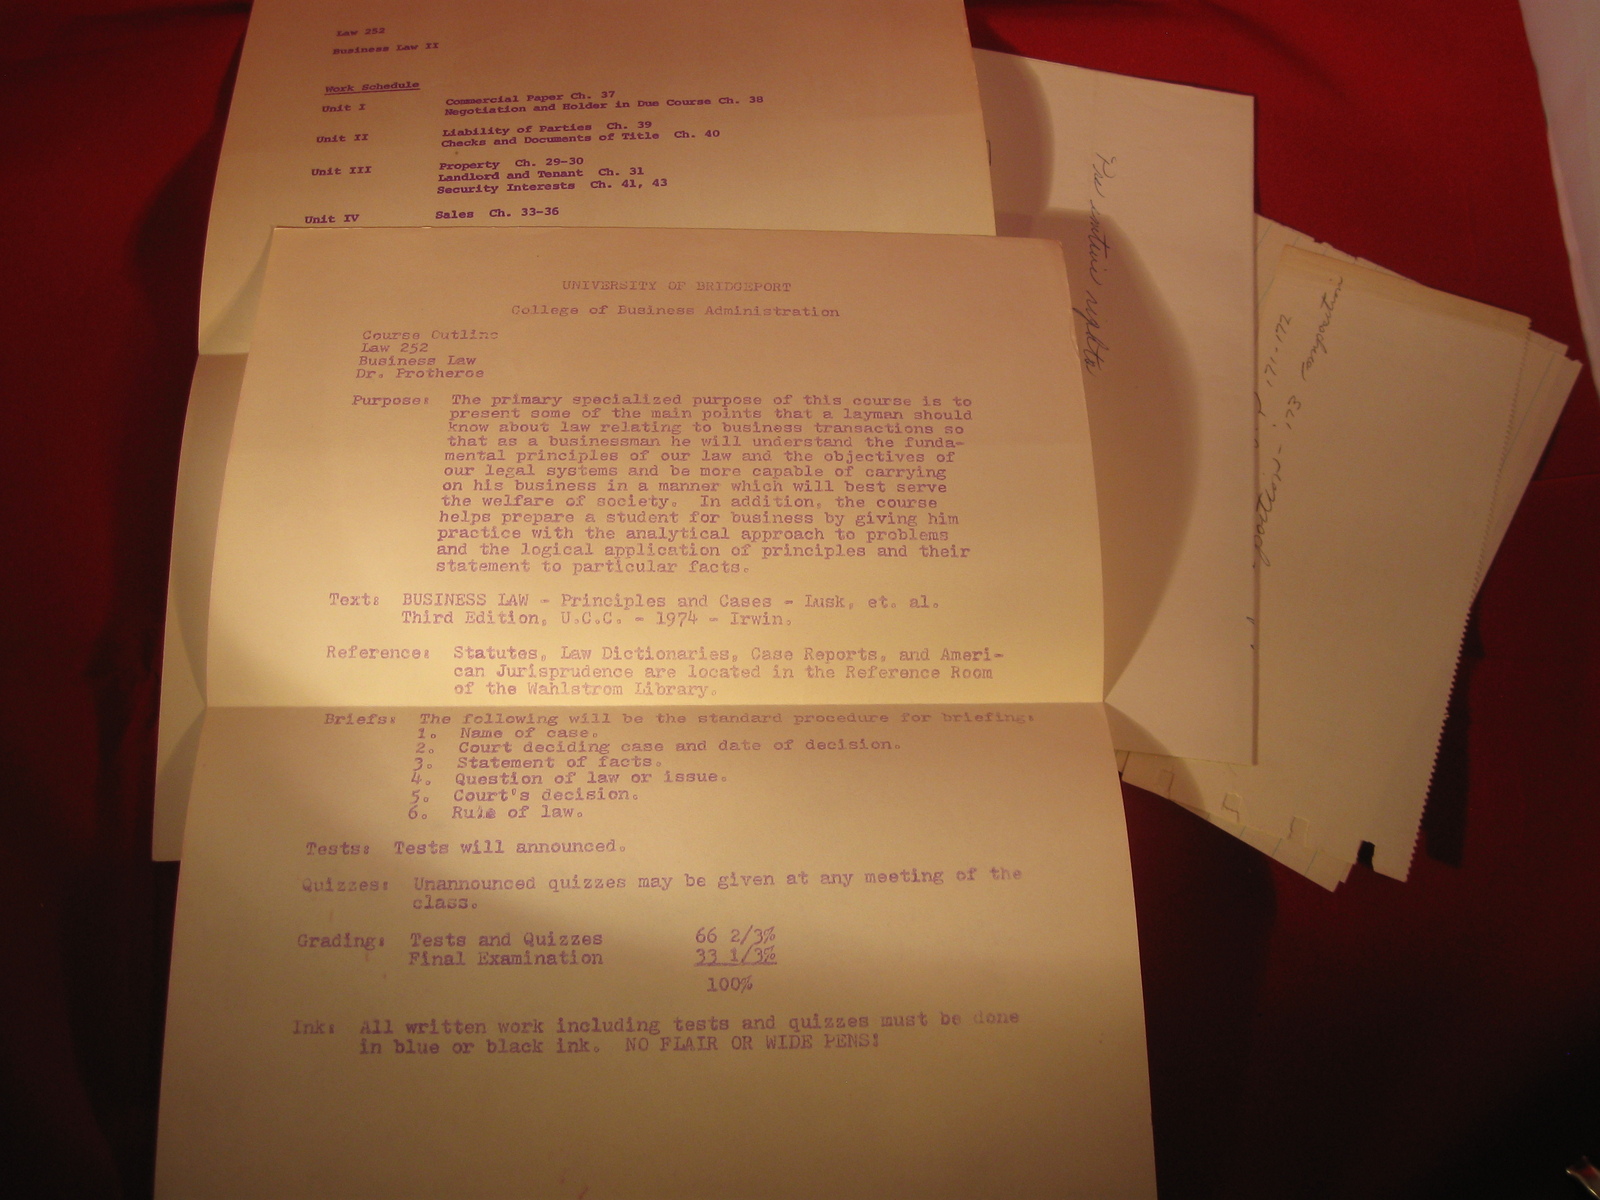 Law 252
Business Law II
Work Schedule
Unit I Commercial Paper Ch. 37
Negotiation and Holder in Due Course Ch. 38
Unit II Liability of Parties Ch. 39
Checks and Documents of Title Ch. 40
Unit III Property Ch. 29-30
Landlord and Tenant Ch. 31
Security Interests Ch. 41, 43
Unit IV Sales Ch. 33-36
UNIVERSITY OF BRIDGEPORT
College of Business Administration
Course Outline
Law 252
Business Law
Dr. Protheroe
Purpose: The primary specialized purpose of this course is to
present some of the main points that a layman should
know about law relating to business transactions so
that as a businessman he will understand the funda-
mental principles of our law and the objectives of
our legal systems and be more capable of carrying
on his business in a manner which will best serve
the welfare of society. In addition, the course
helps prepare a student for business by giving him
practice with the analytical approach to problems
and the logical application of principles and their
statement to particular facts.
Text: BUSINESS LAW - Principles and Cases - Lusk, et. al.
Third Edition, U.C.C. - 1974 - Irwin.
Reference: Statutes, Law Dictionaries, Case Reports, and Ameri-
can Jurisprudence are located in the Reference Room
of the Wahlstrom Library.
Briefs: The following will be the standard procedure for briefing:
1. Name of case.
2. Court deciding case and date of decision.
3. Statement of facts.
4. Question of law or issue.
5. Court's decision.
6. Rule of law.
Tests: Tests will announced.
Quizzes: Unannounced quizzes may be given at any meeting of the
class.
Grading: Tests and Quizzes 66 2/3%
Final Examination 33 1/3%
100%
Ink: All written work including tests and quizzes must be done
in blue or black ink. NO FLAIR OR WIDE PENS!
The
171-172
173 composition